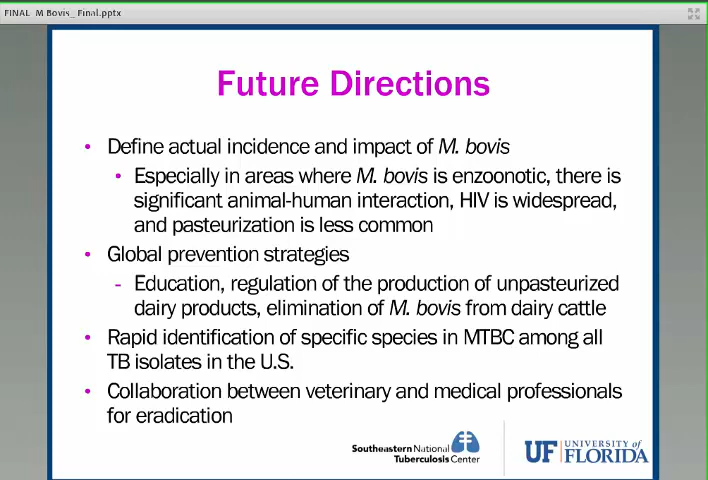 FINAL M Bovis_ Final.pptx
Future Directions
• Define actual incidence and impact of M. bovis
• Especially in areas where M. bovis is enzoonotic, there is
significant animal-human interaction, HIV is widespread,
and pasteurization is less common
• Global prevention strategies
- Education, regulation of the production of unpasteurized
dairy products, elimination of M. bovis from dairy cattle
• Rapid identification of specific species in MTBC among all
TB isolates in the U.S.
• Collaboration between veterinary and medical professionals
for eradication
Southeastern National
Tuberculosis Center
UF UNIVERSITY of
FLORIDA